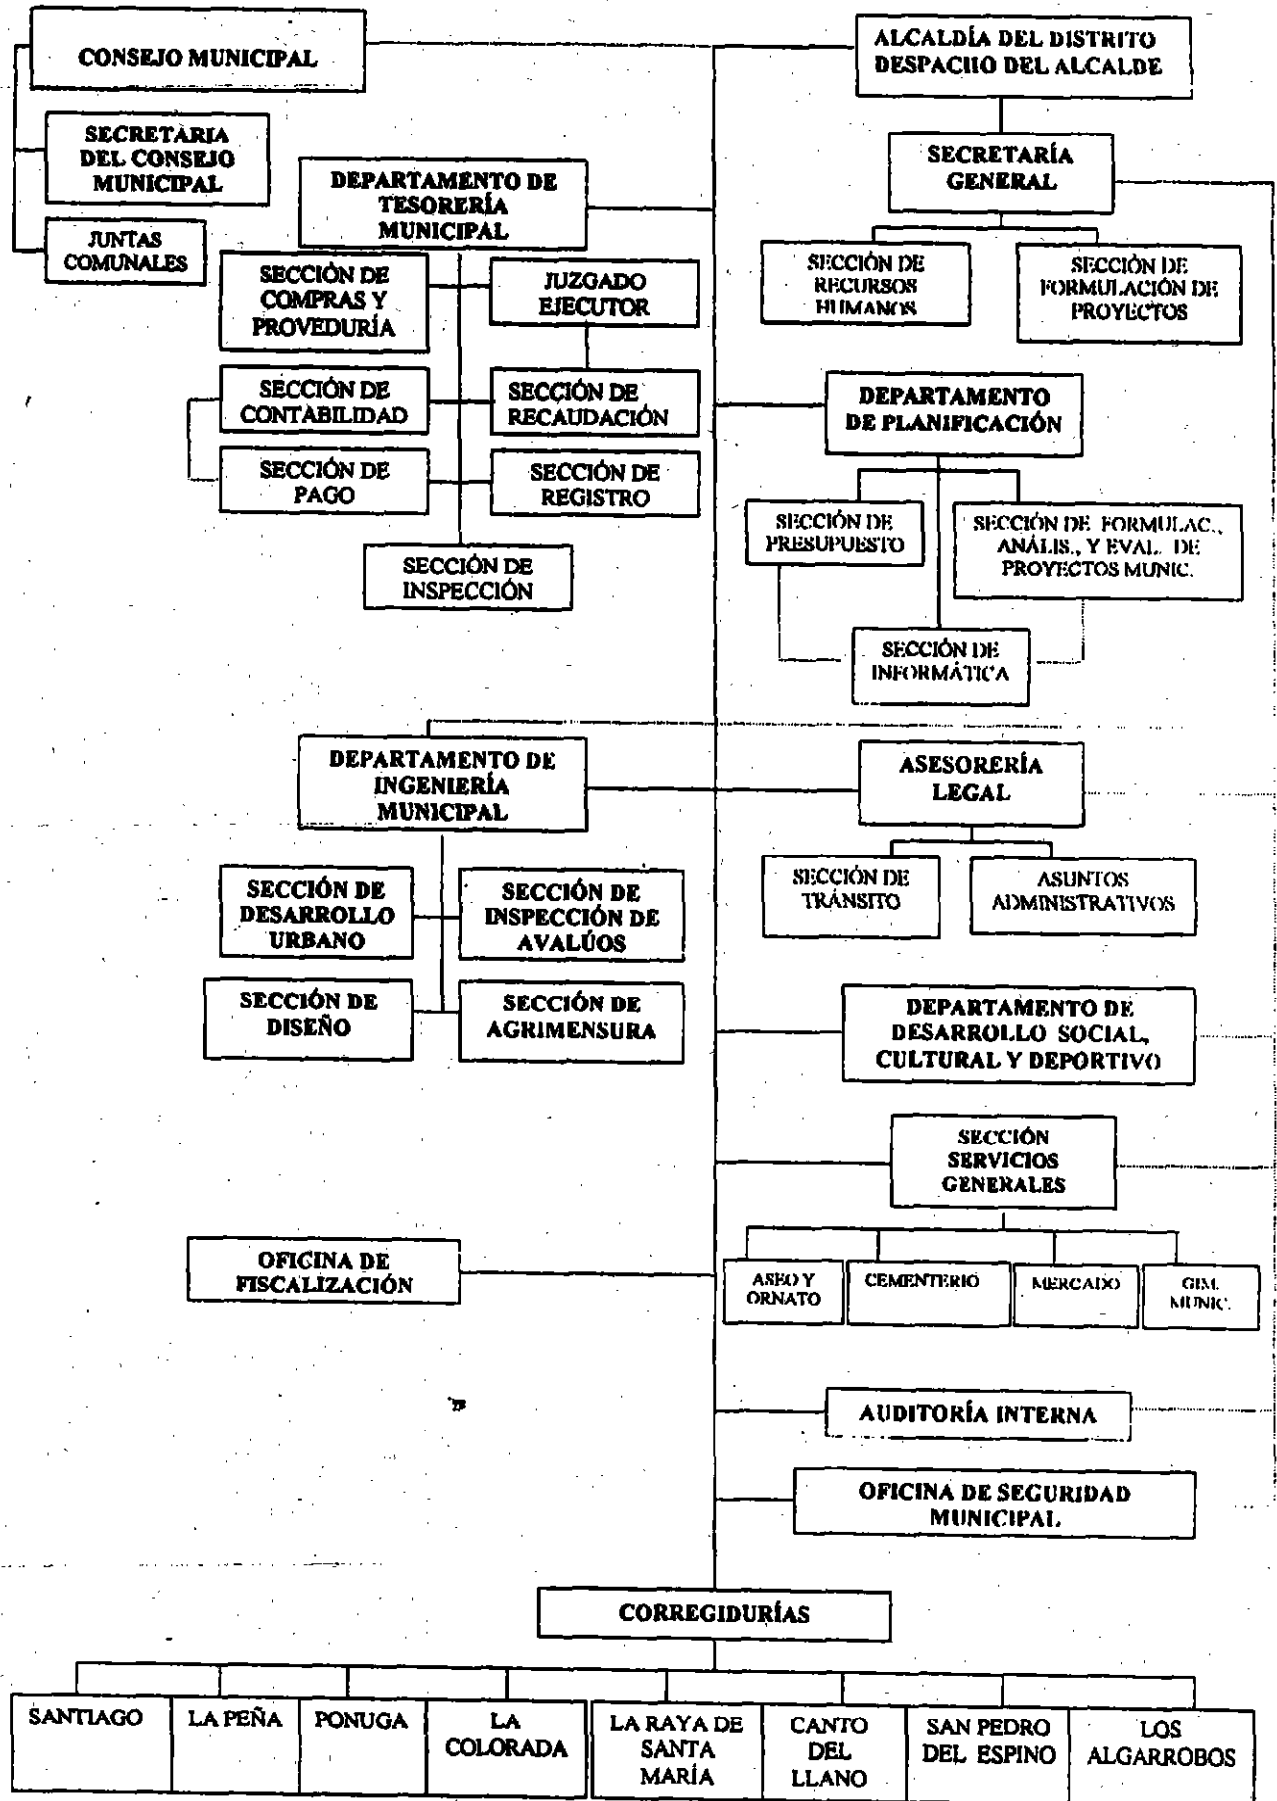 CONSEJO MUNICIPAL
ALCALDÍA DEL DISTRITO
DESPACHO DEL ALCALDE
SECRETARIA
DEL CONSEJO
MUNICIPAL
JUNTAS
COMUNALES
SECRETARÍA
GENERAL
SECCIÓN DE
RECURSOS
HUMANOS
SECCIÓN DE
FORMULACIÓN DE
PROYECTOS
DEPARTAMENTO DE
TESORERÍA
MUNICIPAL
SECCIÓN DE
COMPRAS Y
PROVEDURÍA
JUZGADO
EJECUTOR
SECCIÓN DE
CONTABILIDAD
SECCIÓN DE
RECAUDACIÓN
SECCIÓN DE
PAGO
SECCIÓN DE
REGISTRO
SECCIÓN DE
INSPECCIÓN
DEPARTAMENTO
DE PLANIFICACIÓN
SECCIÓN DE
PRESUPUESTO
SECCIÓN DE FORMULAC.,
ANÁLIS., Y EVAL. DE
PROYECTOS MUNIC.
SECCIÓN DE
INFORMÁTICA
DEPARTAMENTO DE
INGENIERÍA
MUNICIPAL
ASESORERÍA
LEGAL
SECCIÓN DE
DESARROLLO
URBANO
SECCIÓN DE
INSPECCIÓN DE
AVALÚOS
SECCIÓN DE
DISEÑO
SECCIÓN DE
AGRIMENSURA
SECCIÓN DE
TRÁNSITO
ASUNTOS
ADMINISTRATIVOS
DEPARTAMENTO DE
DESARROLLO SOCIAL,
CULTURAL Y DEPORTIVO
SECCIÓN
SERVICIOS
GENERALES
OFICINA DE
FISCALIZACIÓN
ASEO Y
ORNATO
CEMENTERIO
MERCADO
GIM.
MUNIC.
AUDITORÍA INTERNA
OFICINA DE SEGURIDAD
MUNICIPAL
CORREGIDURÍAS
SANTIAGO
LA PEÑA
PONUGA
LA
COLORADA
LA RAYA DE
SANTA
MARÍA
CANTO
DEL
LLANO
SAN PEDRO
DEL ESPINO
LOS
ALGARROBOS